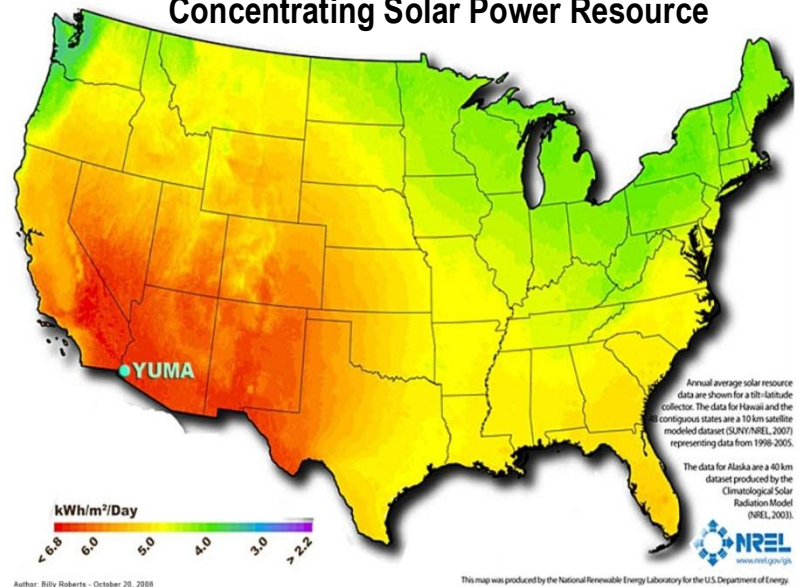 Concentrating Solar Power Resource
YUMA
Annual average solar resource
data are shown for a tilt=latitude
collector. The data for Hawaii and the
48 contiguous states are a 10 km satellite
modeled dataset (SUNY/NREL, 2007)
representing data from 1998-2005.
The data for Alaska are a 40 km
dataset produced by the
Climatological Solar
Radiation Model
(NREL, 2003).
kWh/m²/Day
< 6.8
6.0
5.0
4.0
3.0
> 2.2
NREL
www.nrel.gov/gis
Author: Billy Roberts - October 20, 2008
This map was produced by the National Renewable Energy Laboratory for the U.S. Department of Energy.